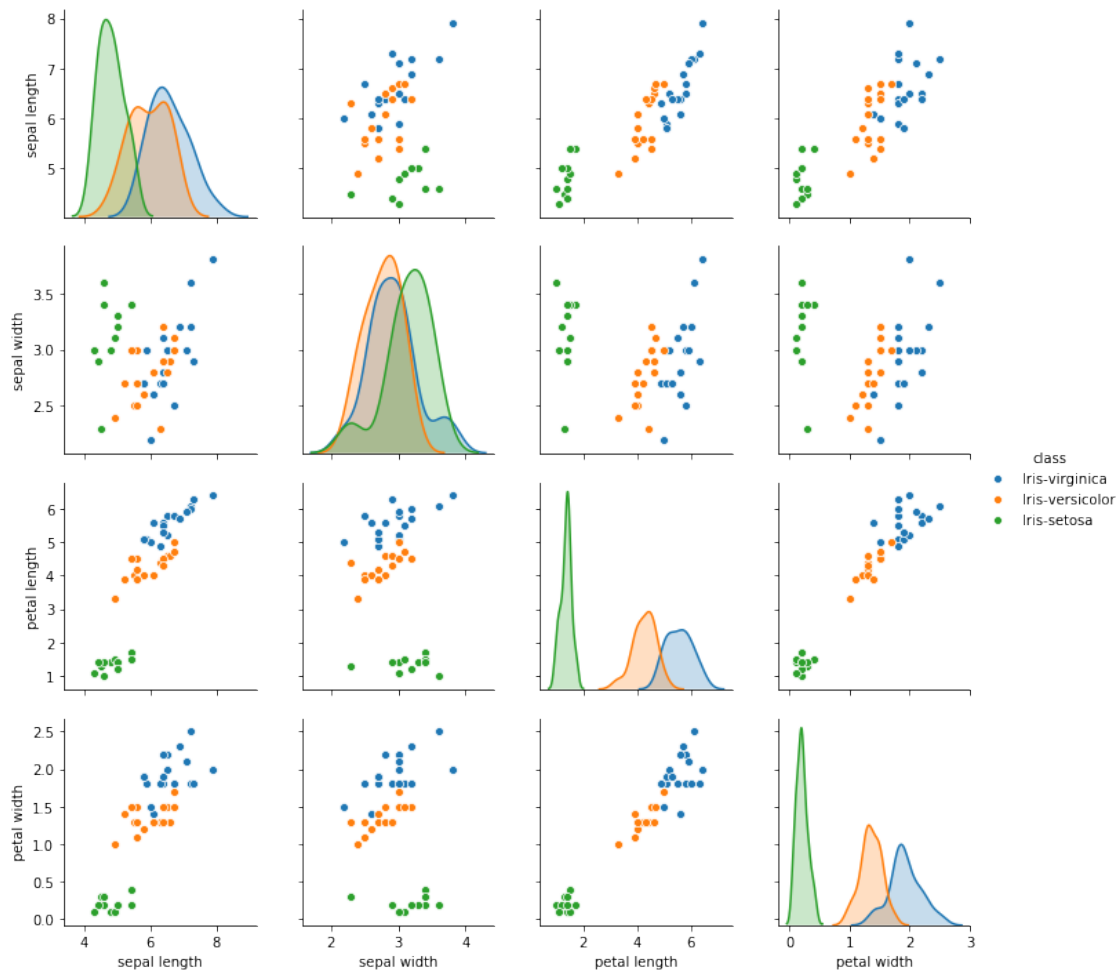 8
7
6
5
sepal length
3.5
3.0
2.5
sepal width
class
Iris-virginica
Iris-versicolor
Iris-setosa
6
5
4
3
2
1
petal length
2.5
2.0
1.5
1.0
0.5
0.0
petal width
4 6 8
2 3 4
2 4 6
0 1 2 3
sepal length
sepal width
petal length
petal width